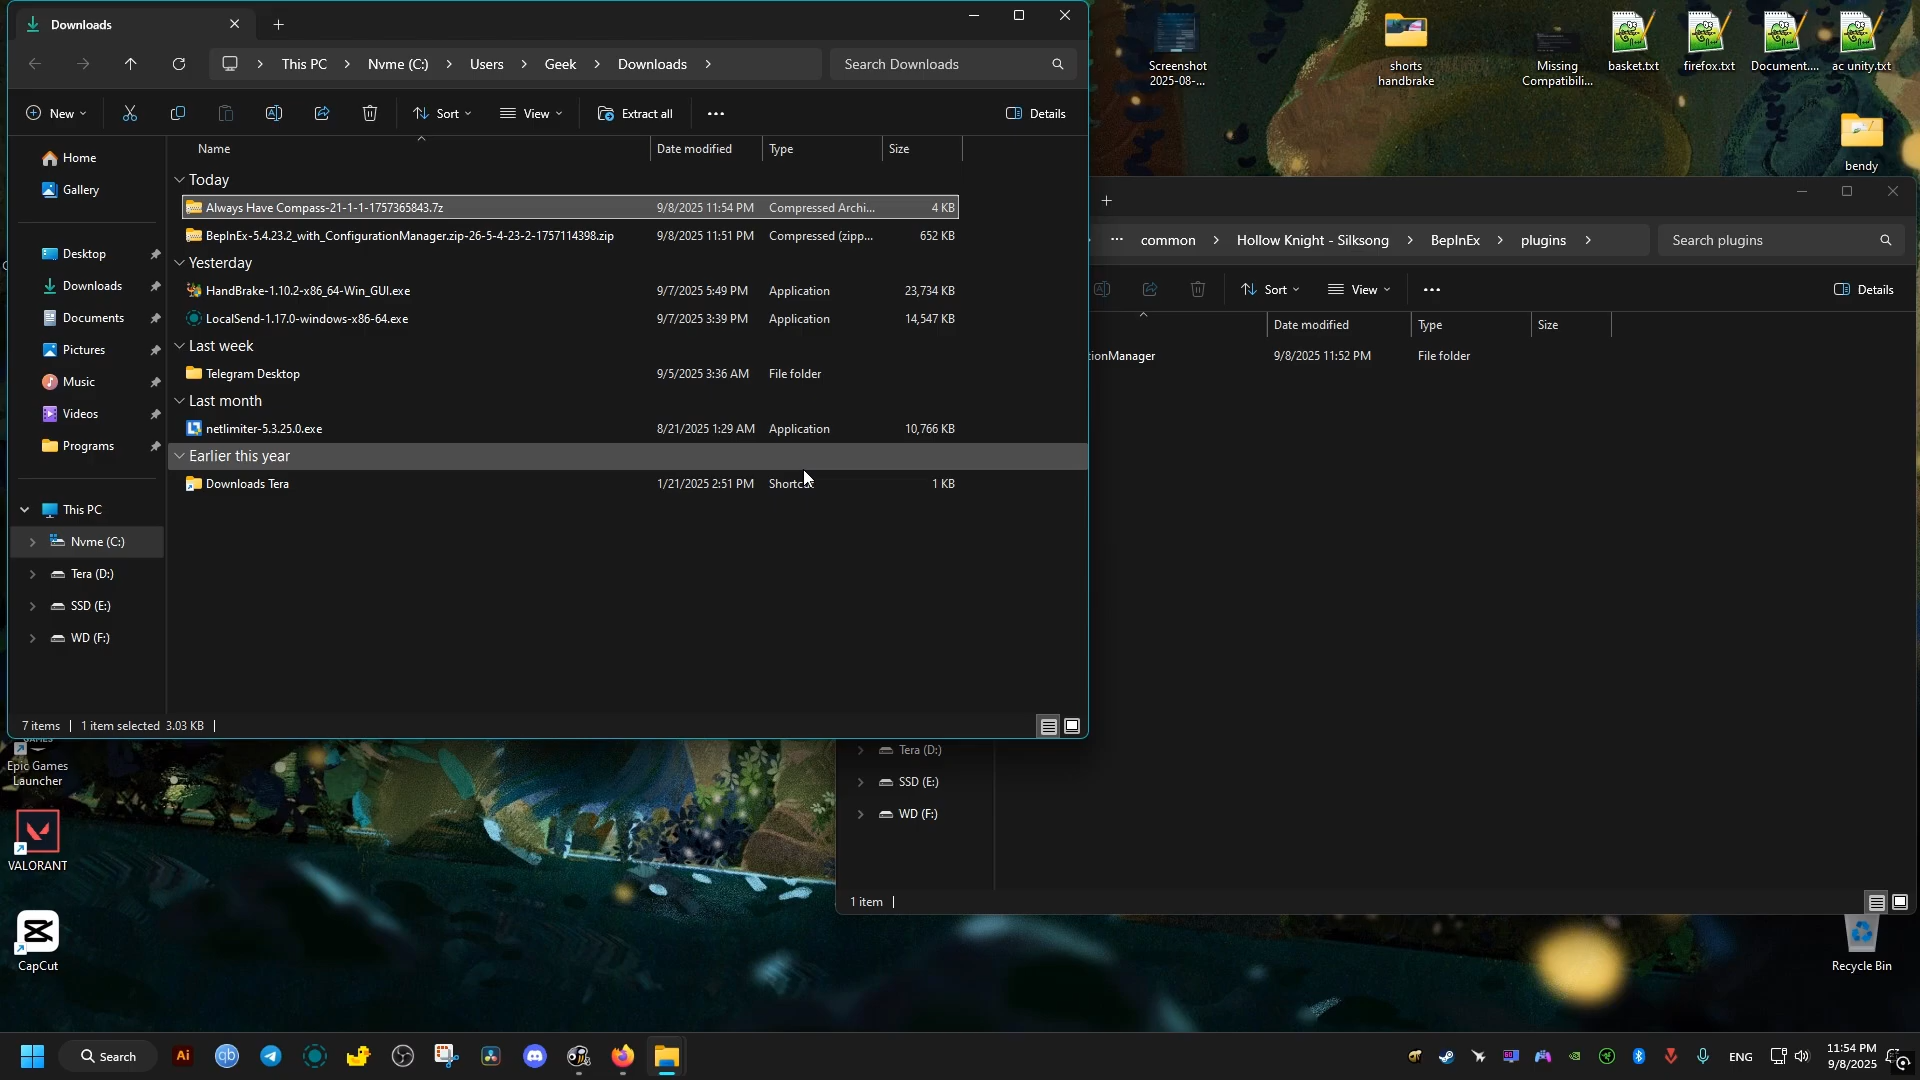 Downloads
This PC
Nvme (C:)
Users
Geek
Downloads
Search Downloads
New
Sort
View
Extract all
Details
Home
Gallery
Desktop
Downloads
Documents
Pictures
Music
Videos
Programs
This PC
Nvme (C:)
Tera (D:)
SSD (E:)
WD (F:)
Name
Date modified
Type
Size
Today
Always Have Compass-21-1-1-1757365843.7z 9/8/2025 11:54 PM Compressed Archi... 4 KB
BepInEx-5.4.23.2_with_ConfigurationManager.zip-26-5-4-23-2-1757114398.zip 9/8/2025 11:51 PM Compressed (zipp... 652 KB
Yesterday
HandBrake-1.10.2-x86_64-Win_GUI.exe 9/7/2025 5:49 PM Application 23,734 KB
LocalSend-1.17.0-windows-x86-64.exe 9/7/2025 3:39 PM Application 14,547 KB
Last week
Telegram Desktop 9/5/2025 3:36 AM File folder
Last month
netlimiter-5.3.25.0.exe 8/21/2025 1:29 AM Application 10,766 KB
Earlier this year
Downloads Tera 1/21/2025 2:51 PM 1 KB
7 items
1 item selected 3.03 KB
Screenshot
2025-08-...
shorts
handbrake
Missing
Compatibili...
basket.txt
firefox.txt
Document....
ac unity.txt
bendy
common
Hollow Knight - Silksong
BepInEx
plugins
Search plugins
Sort
View
Details
Date modified
Type
Size
ionManager 9/8/2025 11:52 PM File folder
Tera (D:)
SSD (E:)
WD (F:)
1 item
Epic Games
Launcher
VALORANT
CapCut
Recycle Bin
Search
Ai
qb
ENG
11:54 PM
9/8/2025